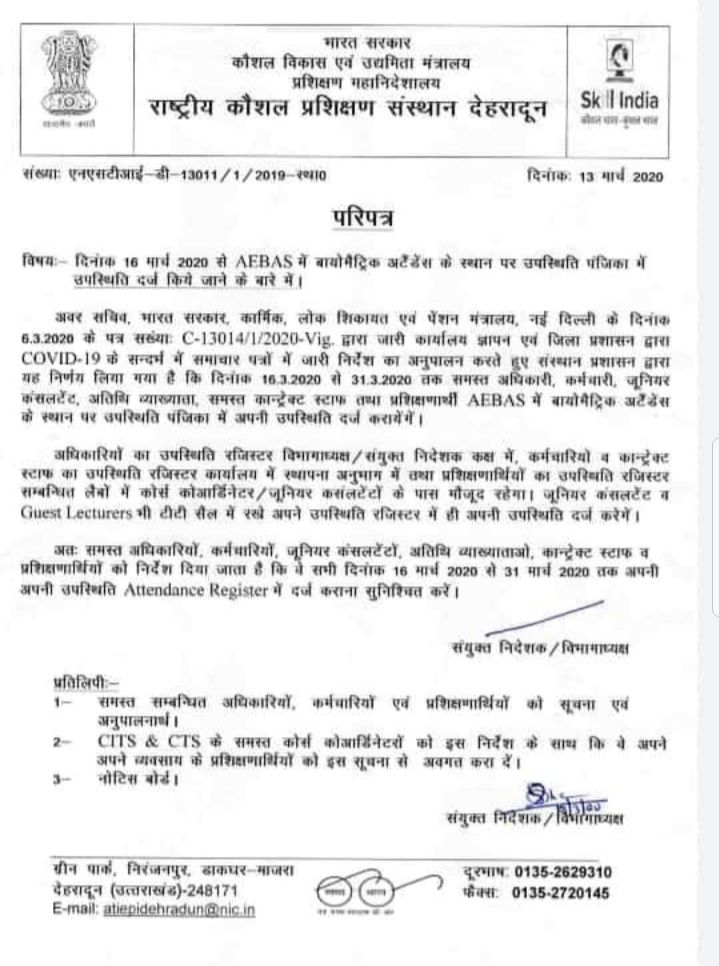 भारत सरकार
कौशल विकास एवं उद्यमिता मंत्रालय
प्रशिक्षण महानिदेशालय
राष्ट्रीय कौशल प्रशिक्षण संस्थान देहरादून
Skill India
कौशल भारत-कुशल भारत
संख्याः एनएसटीआई–डी–13011/1/2019–स्था0
दिनांकः 13 मार्च 2020
परिपत्र
विषयः– दिनांक 16 मार्च 2020 से AEBAS में बायोमैट्रिक अटैंडेंस के स्थान पर उपस्थिति पंजिका में
उपस्थिति दर्ज किये जाने के बारे में।
अवर सचिव, भारत सरकार, कार्मिक, लोक शिकायत एवं पेंशन मंत्रालय, नई दिल्ली के दिनांक
6.3.2020 के पत्र सख्याः C-13014/1/2020-Vig. द्वारा जारी कार्यालय ज्ञापन एवं जिला प्रशासन द्वारा
COVID-19 के सन्दर्भ में समाचार पत्रों में जारी निर्देश का अनुपालन करते हुए संस्थान प्रशासन द्वारा
यह निर्णय लिया गया है कि दिनांक 16.3.2020 से 31.3.2020 तक समस्त अधिकारी, कर्मचारी, जूनियर
कंसलटेंट, अतिथि व्याख्याता, समस्त कान्ट्रेक्ट स्टाफ तथा प्रशिक्षणार्थी AEBAS में बायोमैट्रिक अटैंडेंस
के स्थान पर उपस्थिति पंजिका में अपनी उपस्थिति दर्ज करायेंगें।
अधिकारियों का उपस्थिति रजिस्टर विभागाध्यक्ष/संयुक्त निदेशक कक्ष में, कर्मचारियों व कान्ट्रेक्ट
स्टाफ का उपस्थिति रजिस्टर कार्यालय में स्थापना अनुभाग में तथा प्रशिक्षणार्थियों का उपस्थिति रजिस्टर
सम्बन्धित लैबों में कोर्स कोआर्डिनेटर/जूनियर कसंलटेंटों के पास मौजूद रहेगा। जूनियर कंसलटेंट व
Guest Lecturers भी टीटी सैल में रखे अपने उपस्थिति रजिस्टर में ही अपनी उपस्थिति दर्ज करेगें।
अतः समस्त अधिकारियों, कर्मचारियों, जूनियर कंसलटेंटों, अतिथि व्याख्याताओ, कान्ट्रेक्ट स्टाफ व
प्रशिक्षणार्थियों को निर्देश दिया जाता है कि वे सभी दिनांक 16 मार्च 2020 से 31 मार्च 2020 तक अपनी
अपनी उपस्थिति Attendance Register में दर्ज कराना सुनिश्चित करें।
संयुक्त निदेशक/विभागाध्यक्ष
प्रतिलिपीः–
1– समस्त सम्बन्धित अधिकारियों, कर्मचारियों एवं प्रशिक्षणार्थियों को सूचना एवं
अनुपालनार्थ।
2– CITS & CTS के समस्त कोर्स कोआर्डिनेटरों को इस निर्देश के साथ कि वे अपने
अपने व्यवसाय के प्रशिक्षणार्थियों को इस सूचना से अवगत करा दें।
3– नोटिस बोर्ड।
संयुक्त निदेशक/विभागाध्यक्ष
ग्रीन पार्क, निरंजनपुर, डाकघर–माजरा
देहरादून (उत्तराखंड)-248171
E-mail: atiepidehradun@nic.in
स्वच्छ भारत
एक कदम स्वच्छता की ओर
दूरभाषः 0135-2629310
फैक्सः 0135-2720145